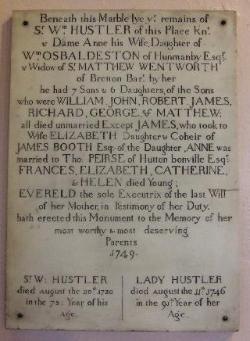 Beneath this Marble lye yᵉ remains of
Sʳ. Wᵐ. HUSTLER of this Place Knᵗ.
& Dame Anne his Wife, Daughter of
Wᵐ. OSBALDESTON of Hunmanby Esqʳ.
& Widow of Sʳ. MATTHEW WENTWORTH
of Bretton Barᵗ. by her
he had 7 Sons & 6 Daughters, of the Sons
who were WILLIAM, JOHN, ROBERT, JAMES,
RICHARD, GEORGE, & MATTHEW;
all died unmaried Except JAMES, who took to
Wife ELIZABETH Daughter & Coheir of
JAMES BOOTH Esqʳ. of the Daughter, ANNE was
married to Thoˢ. PEIRSE of Hutton bonville Esqʳ.
FRANCES, ELIZABETH, CATHERINE,
& HELEN died Young;
EVERELD the sole Executrix of the last Will
of her Mother, in Testimony of her Duty,
hath erected this Monument to the Memory of her
most worthy & most deserving
Parents
1749.
Sʳ. W: HUSTLER
died August the 20ᵗʰ 1730
in the Year of his
Age.
LADY HUSTLER
died August the 11ᵗʰ 1746
in the Year of her
Age.